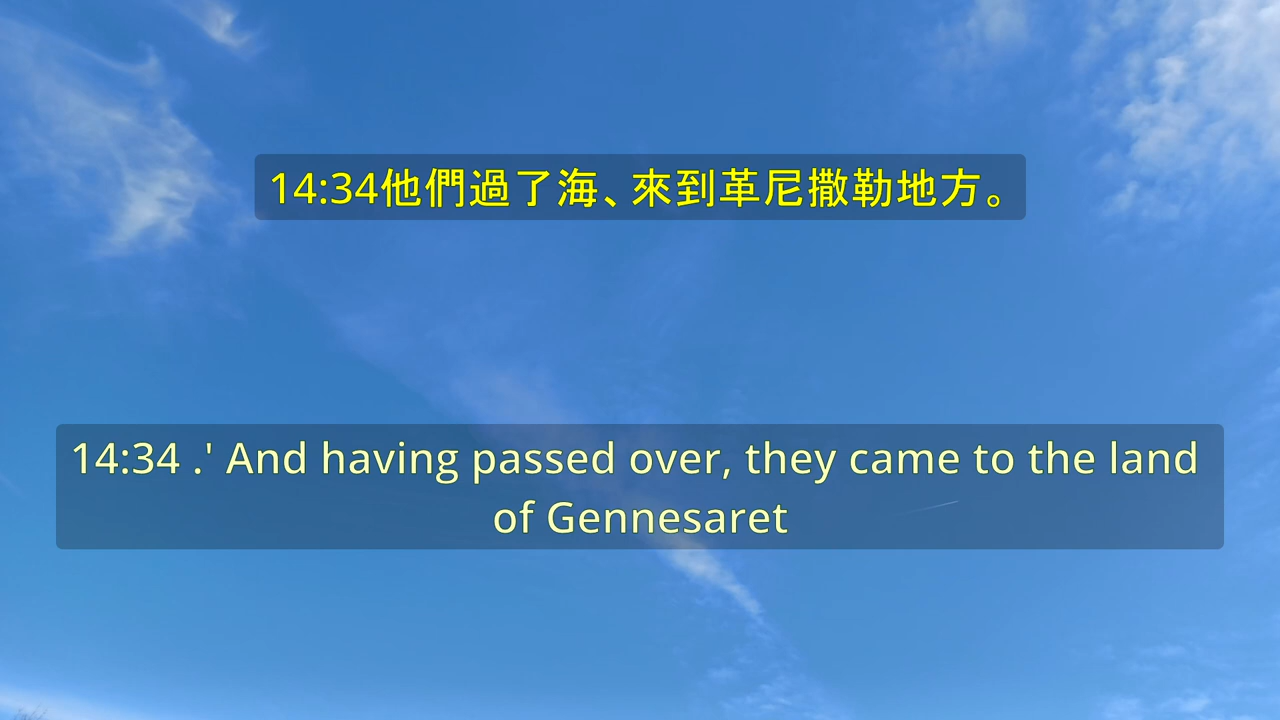 14:34他們過了海、來到革尼撒勒地方。
14:34 .' And having passed over, they came to the land
of Gennesaret